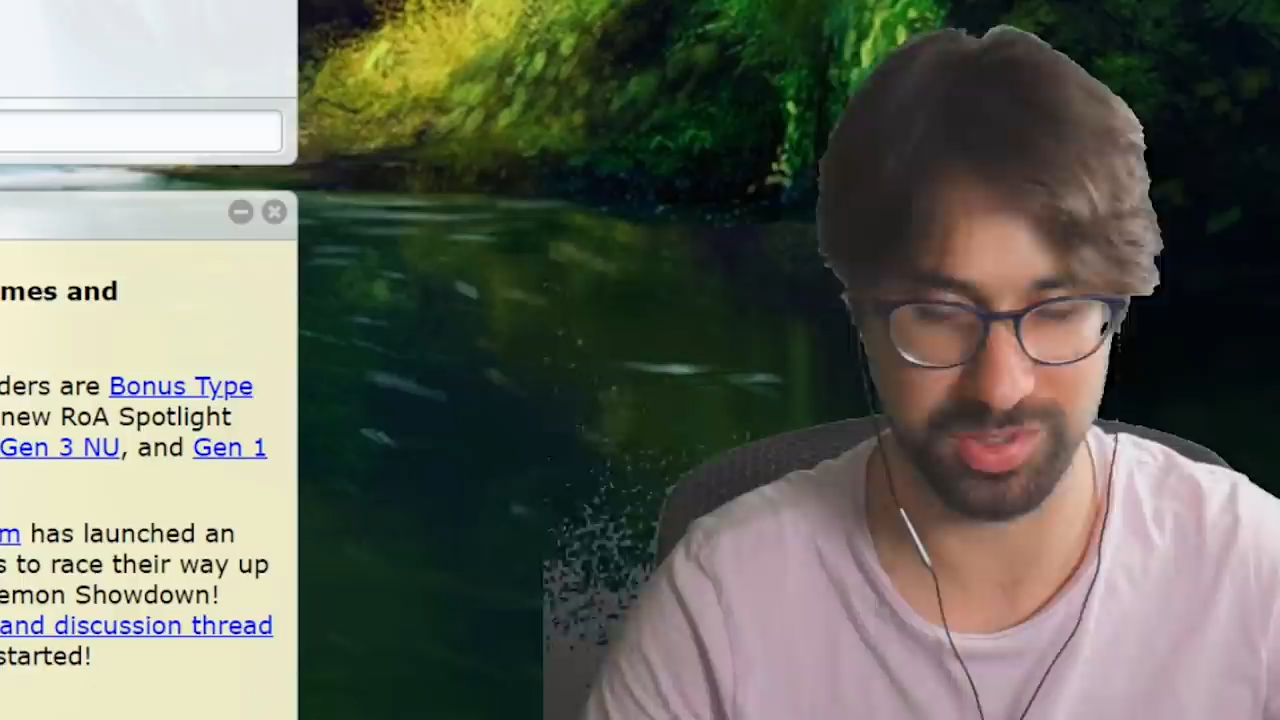 mes and
ders are Bonus Type
new RoA Spotlight
Gen 3 NU, and Gen 1
m has launched an
s to race their way up
emon Showdown!
and discussion thread
started!